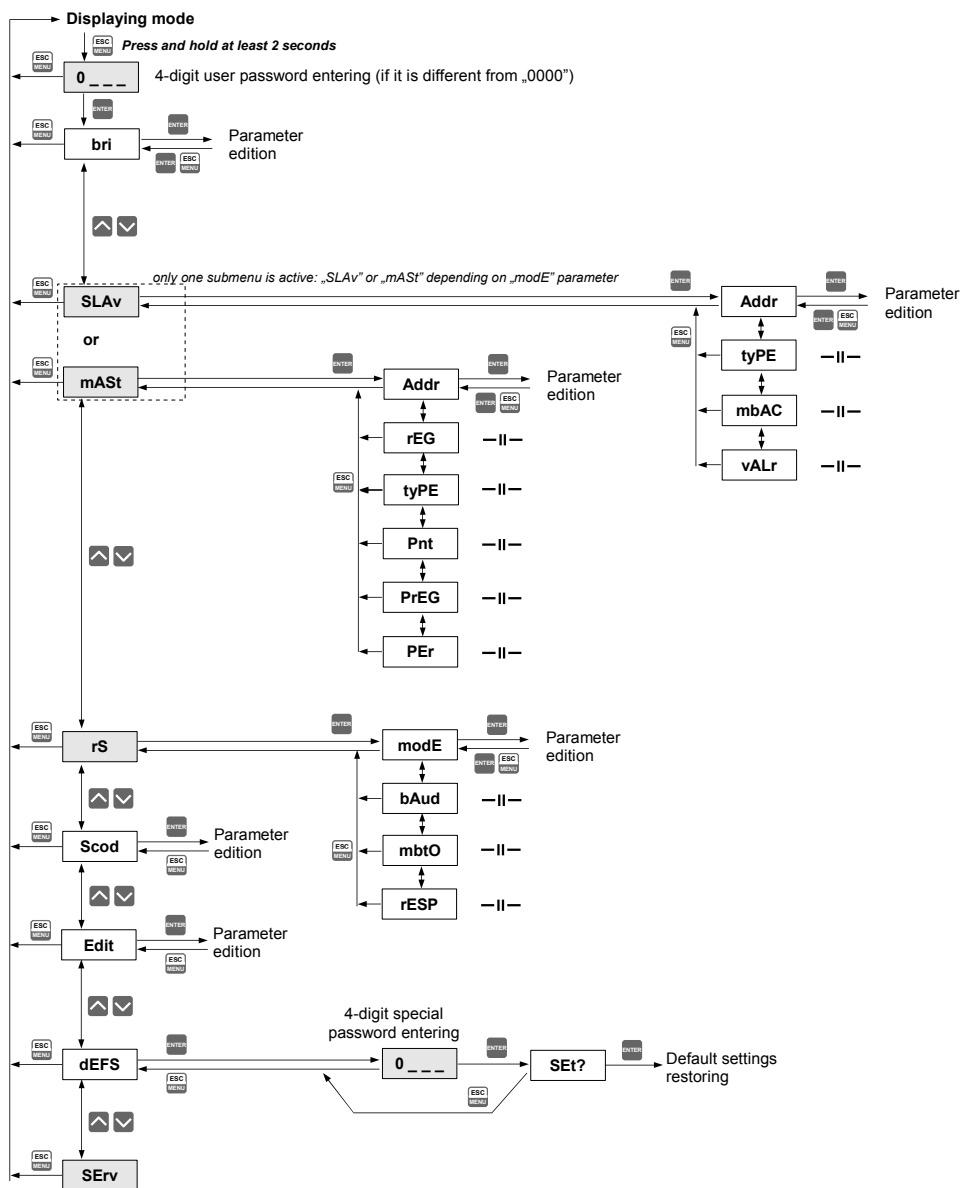 Displaying mode
ESC MENU
Press and hold at least 2 seconds
ESC MENU
0 _ _ _
4-digit user password entering (if it is different from „0000”)
ENTER
ESC MENU
bri
ENTER
ENTER
ESC MENU
Parameter
edition
only one submenu is active: „SLAv” or „mASt” depending on „modE” parameter
ESC MENU
SLAv
ENTER
Addr
ENTER
ENTER
ESC MENU
Parameter
edition
or
ESC MENU
tyPE
–II–
mbAC
–II–
vALr
–II–
ESC MENU
mASt
ENTER
Addr
ENTER
ENTER
ESC MENU
Parameter
edition
rEG
–II–
ESC MENU
tyPE
–II–
Pnt
–II–
PrEG
–II–
PEr
–II–
ESC MENU
rS
ENTER
modE
ENTER
ENTER
ESC MENU
Parameter
edition
bAud
–II–
ESC MENU
mbtO
–II–
rESP
–II–
ESC MENU
Scod
ENTER
ESC MENU
Parameter
edition
ESC MENU
Edit
ENTER
ESC MENU
Parameter
edition
4-digit special
password entering
ESC MENU
dEFS
ENTER
ESC MENU
0 _ _ _
ENTER
ESC MENU
SEt?
ENTER
Default settings
restoring
ESC MENU
SErv